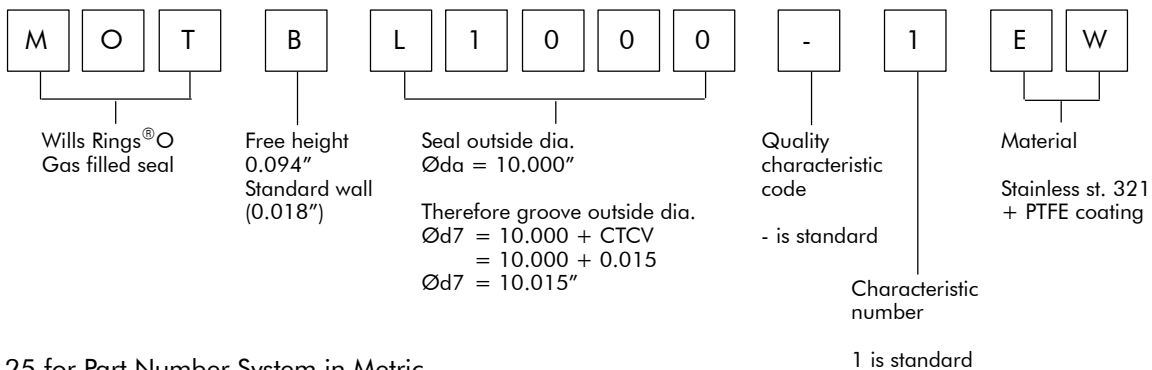 M O T B L 1 0 0 0 - 1 E W
Wills Rings®O
Gas filled seal
Free height
0.094″
Standard wall
(0.018″)
Seal outside dia.
Øda = 10.000″
Therefore groove outside dia.
Ød7 = 10.000 + CTCV
= 10.000 + 0.015
Ød7 = 10.015″
Quality
characteristic
code
- is standard
Characteristic
number
1 is standard
Material
Stainless st. 321
+ PTFE coating
25 for Part Number System in Metric